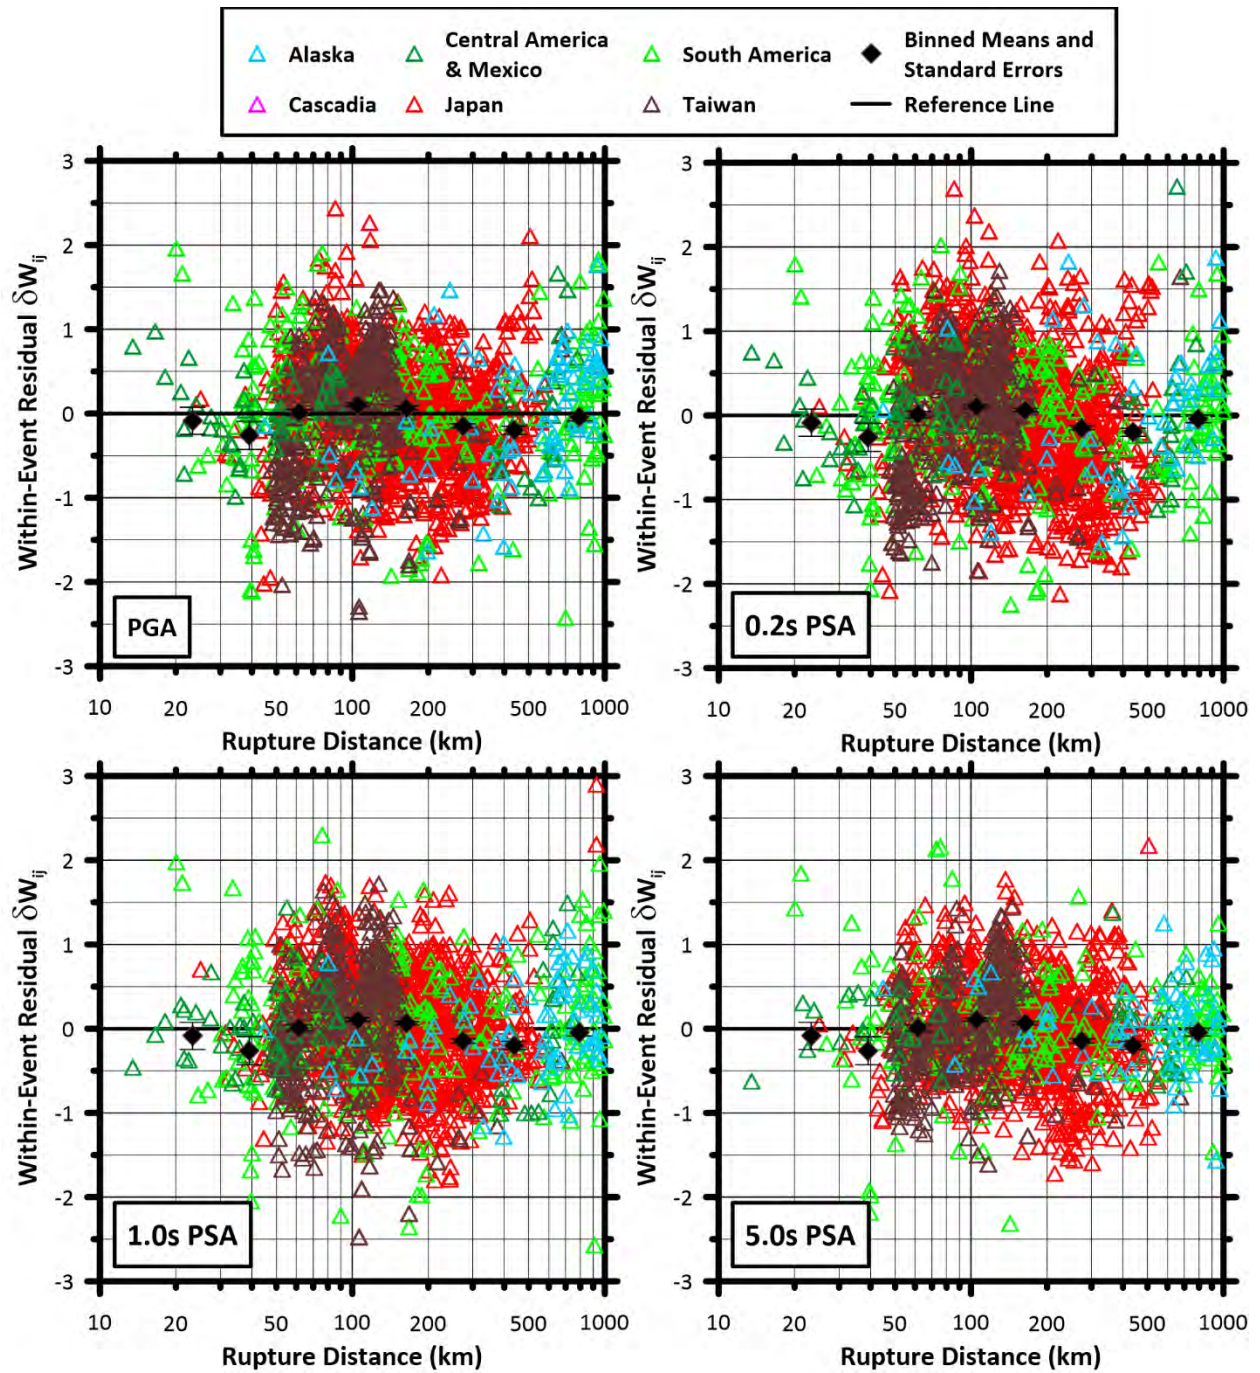 Alaska
Central America
& Mexico
South America
Binned Means and
Standard Errors
Cascadia
Japan
Taiwan
Reference Line
3
2
1
0
-1
-2
-3
Within-Event Residual δW_ij
PGA
10 20 50 100 200 500 1000
Rupture Distance (km)
3
2
1
0
-1
-2
-3
Within-Event Residual δW_ij
0.2s PSA
10 20 50 100 200 500 1000
Rupture Distance (km)
3
2
1
0
-1
-2
-3
Within-Event Residual δW_ij
1.0s PSA
10 20 50 100 200 500 1000
Rupture Distance (km)
3
2
1
0
-1
-2
-3
Within-Event Residual δW_ij
5.0s PSA
10 20 50 100 200 500 1000
Rupture Distance (km)